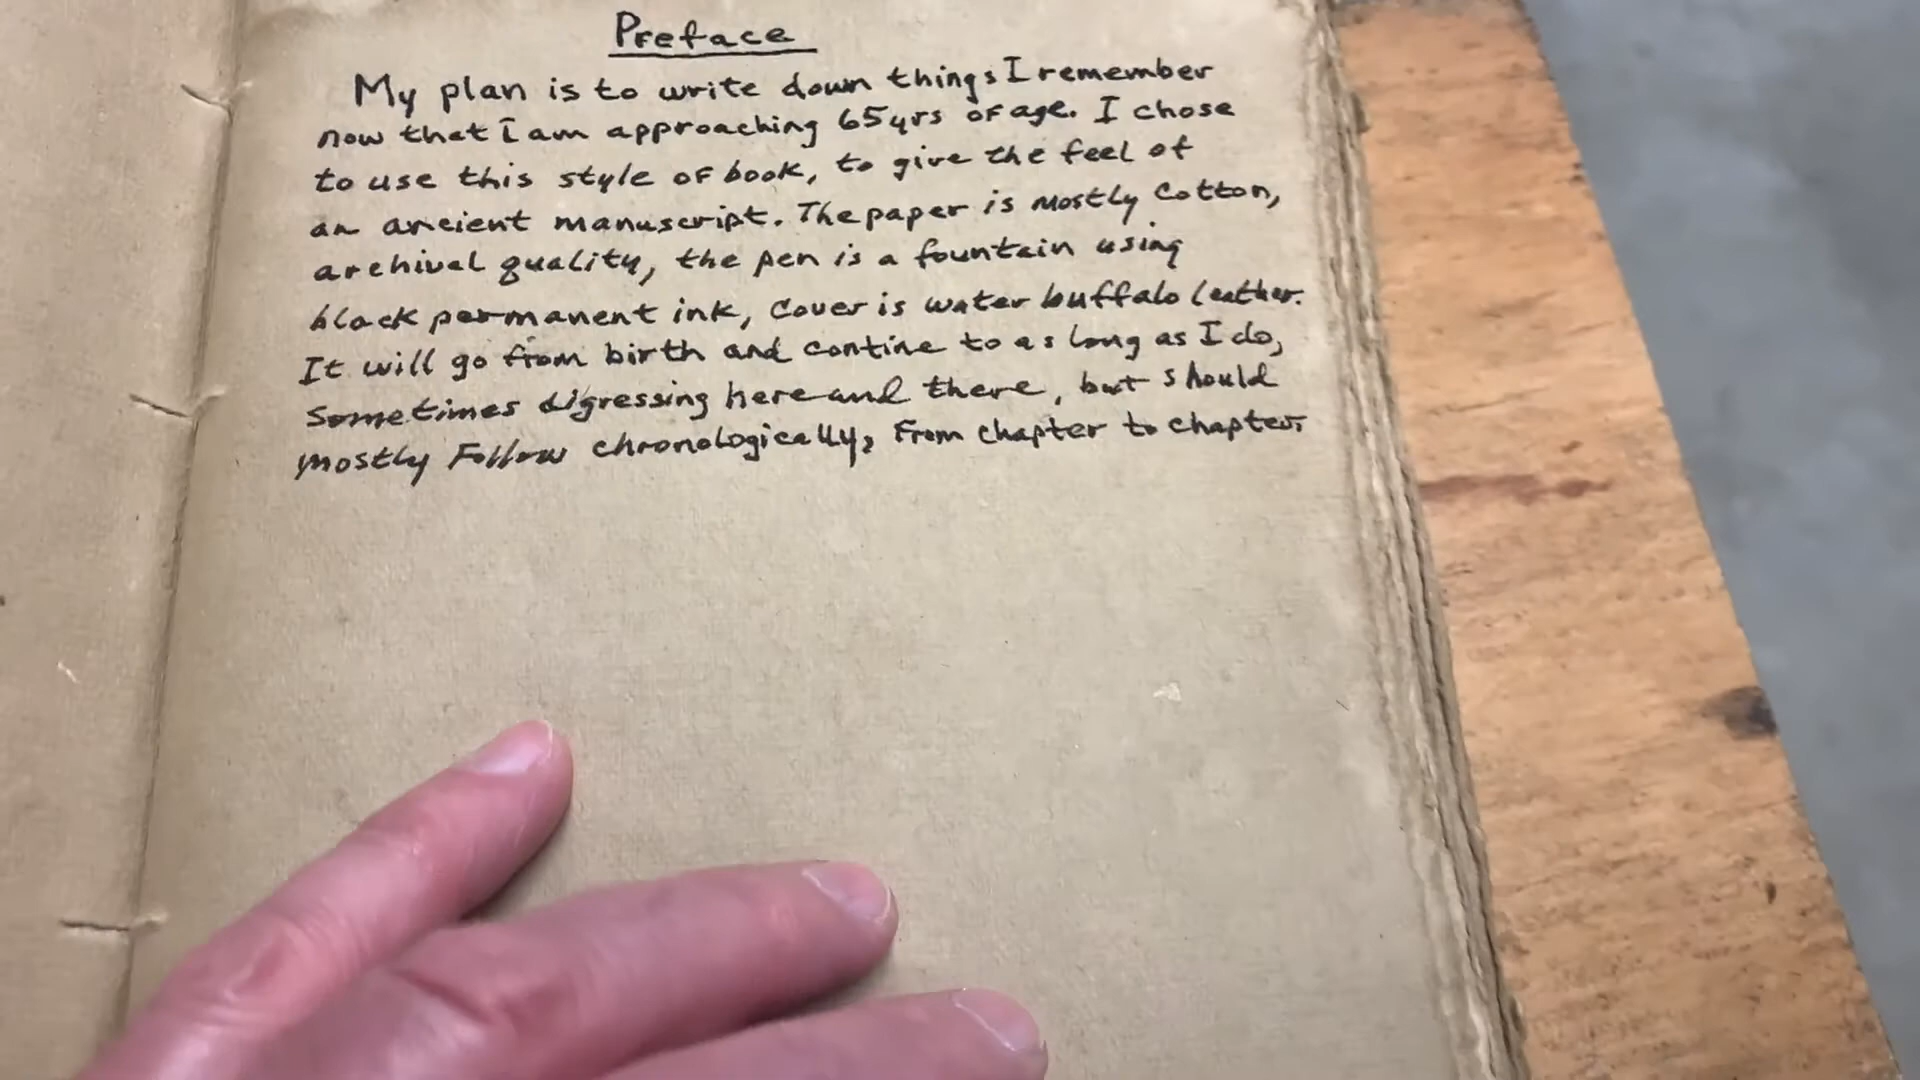 Preface
My plan is to write down things I remember
now that I am approaching 65yrs of age. I chose
to use this style of book, to give the feel of
an ancient manuscript. The paper is mostly cotton,
archival quality, the pen is a fountain using
black permanent ink, cover is water buffalo leather.
It will go from birth and contine to as long as I do,
sometimes digressing here and there, but should
mostly follow chronologically, from chapter to chapter.